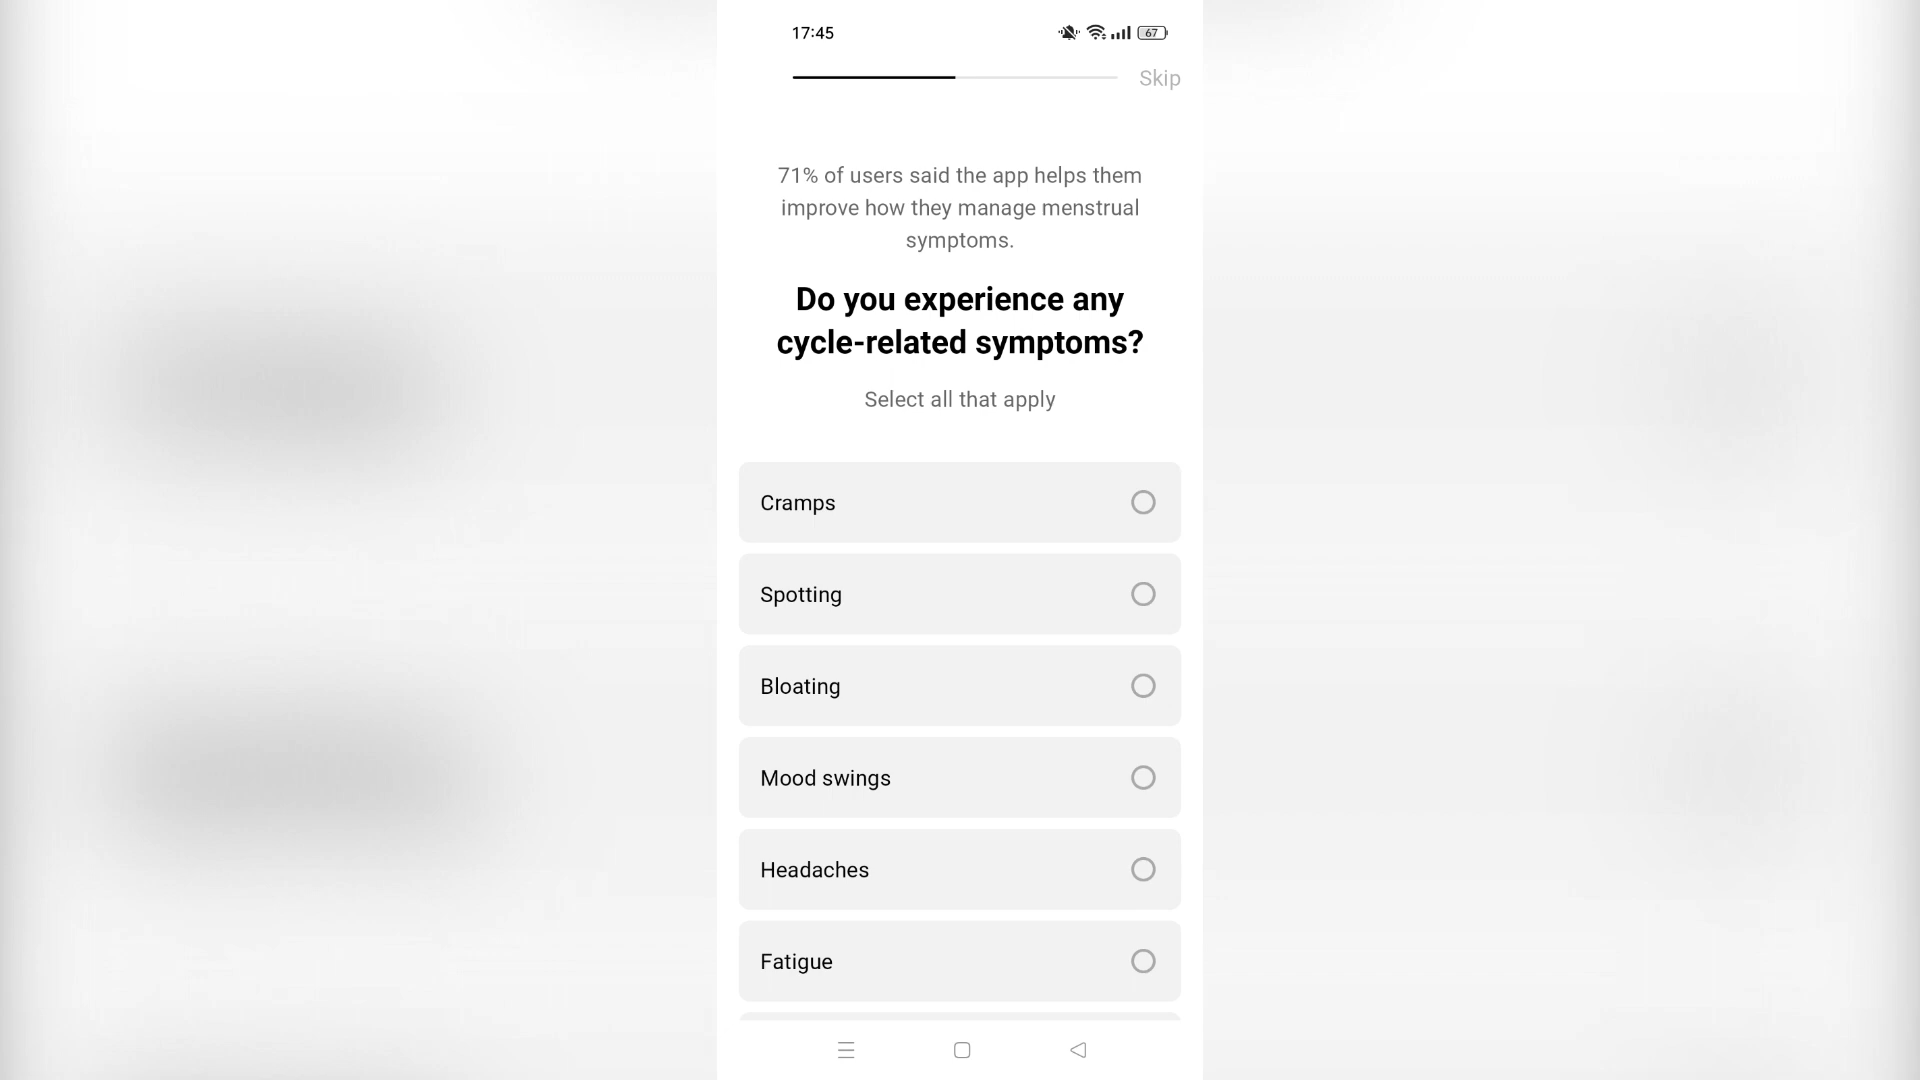 17:45
67
Skip
71% of users said the app helps them
improve how they manage menstrual
symptoms.
Do you experience any
cycle-related symptoms?
Select all that apply
Cramps
Spotting
Bloating
Mood swings
Headaches
Fatigue